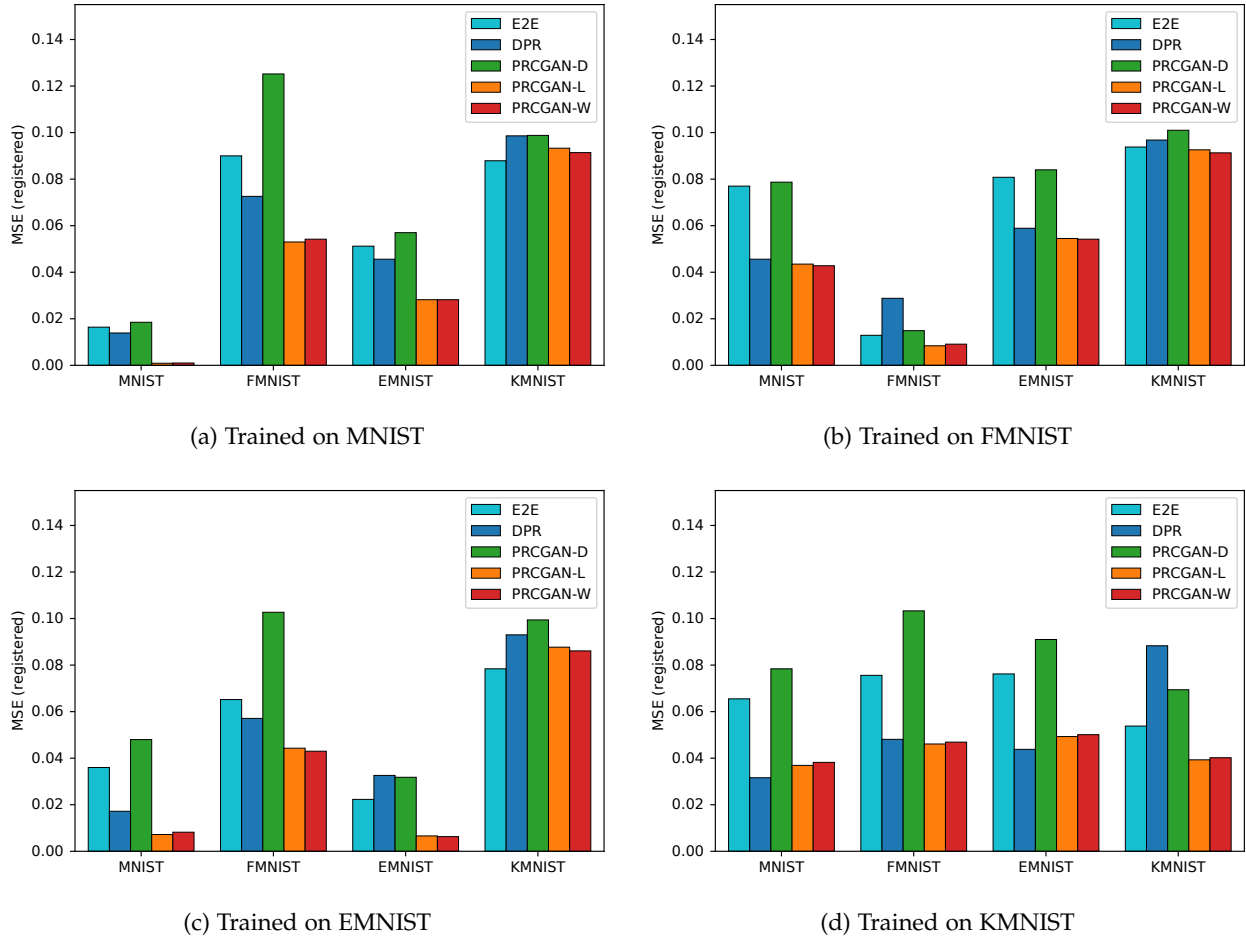 MSE (registered)
0.14
0.12
0.10
0.08
0.06
0.04
0.02
0.00
MNIST FMNIST EMNIST KMNIST
E2E
DPR
PRCGAN-D
PRCGAN-L
PRCGAN-W
(a) Trained on MNIST
MSE (registered)
0.14
0.12
0.10
0.08
0.06
0.04
0.02
0.00
MNIST FMNIST EMNIST KMNIST
E2E
DPR
PRCGAN-D
PRCGAN-L
PRCGAN-W
(b) Trained on FMNIST
MSE (registered)
0.14
0.12
0.10
0.08
0.06
0.04
0.02
0.00
MNIST FMNIST EMNIST KMNIST
E2E
DPR
PRCGAN-D
PRCGAN-L
PRCGAN-W
(c) Trained on EMNIST
MSE (registered)
0.14
0.12
0.10
0.08
0.06
0.04
0.02
0.00
MNIST FMNIST EMNIST KMNIST
E2E
DPR
PRCGAN-D
PRCGAN-L
PRCGAN-W
(d) Trained on KMNIST